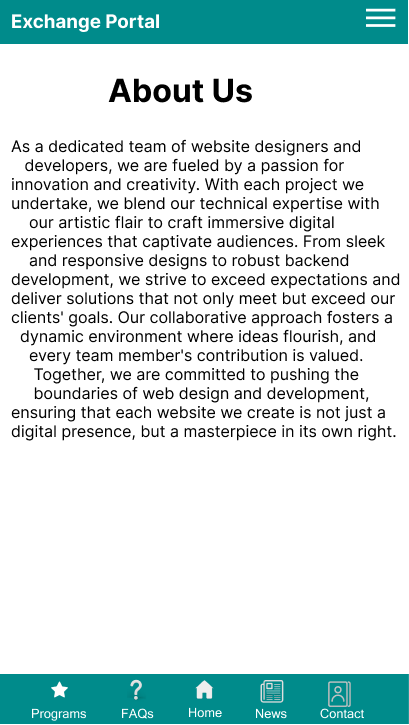 Exchange Portal
About Us
As a dedicated team of website designers and
developers, we are fueled by a passion for
innovation and creativity. With each project we
undertake, we blend our technical expertise with
our artistic flair to craft immersive digital
experiences that captivate audiences. From sleek
and responsive designs to robust backend
development, we strive to exceed expectations and
deliver solutions that not only meet but exceed our
clients' goals. Our collaborative approach fosters a
dynamic environment where ideas flourish, and
every team member's contribution is valued.
Together, we are committed to pushing the
boundaries of web design and development,
ensuring that each website we create is not just a
digital presence, but a masterpiece in its own right.
Programs FAQs Home News Contact